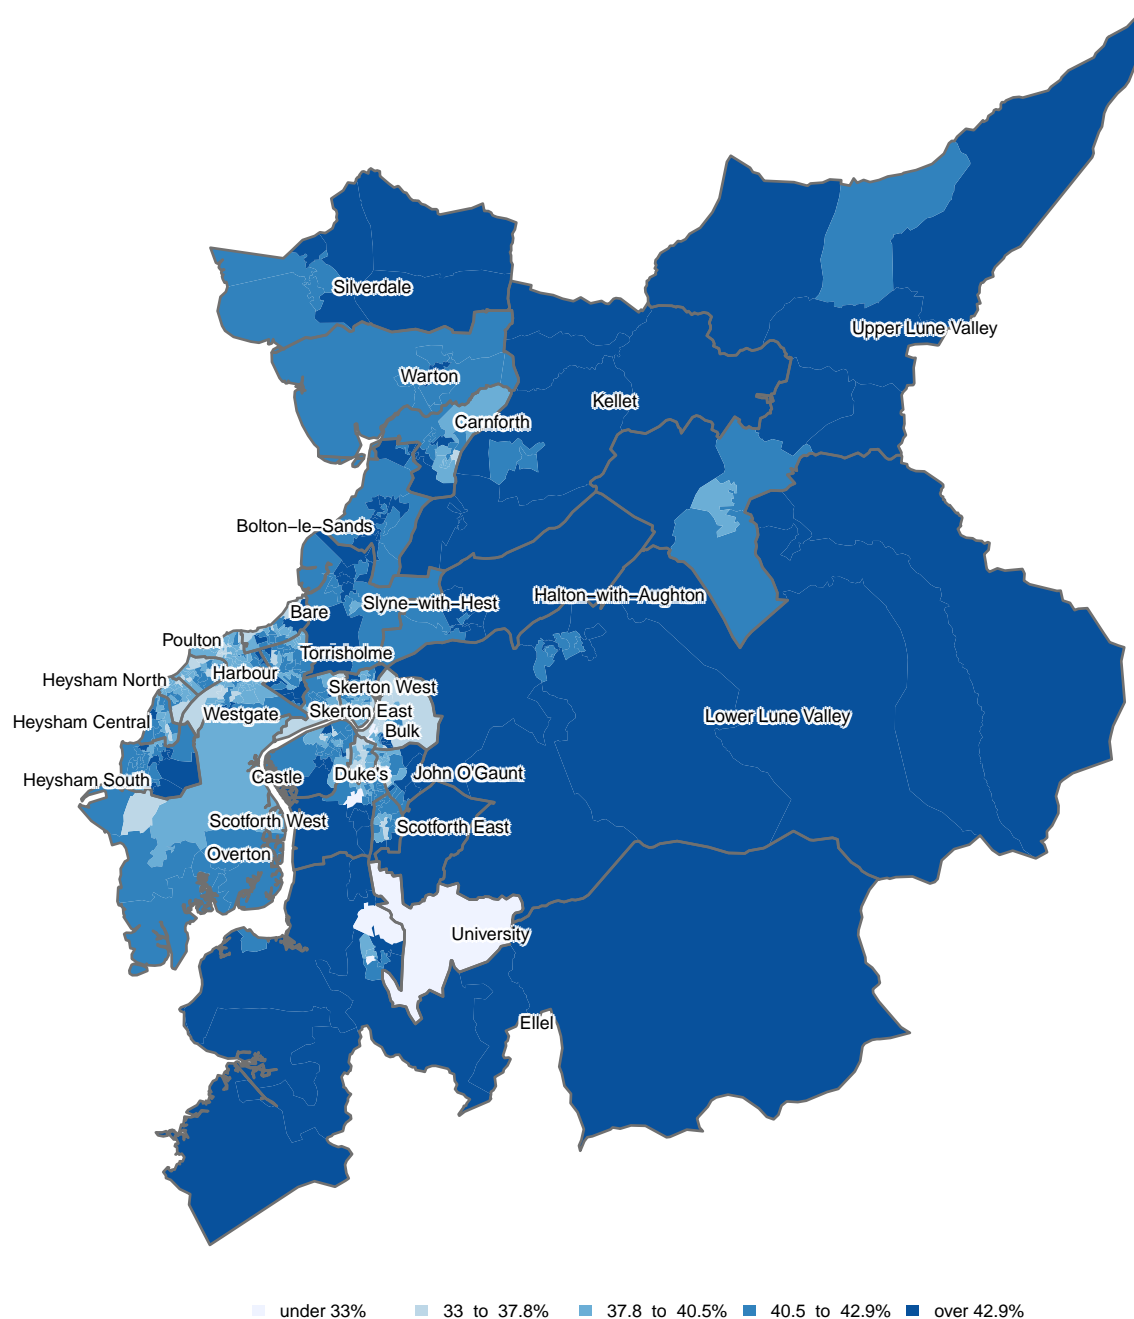 Silverdale
Upper Lune Valley
Warton
Kellet
Carnforth
Bolton−le−Sands
Halton−with−Aughton
Slyne−with−Hest
Bare
Poulton
Torrisholme
Harbour
Heysham North
Skerton West
Skerton East
Westgate
Lower Lune Valley
Heysham Central
Bulk
Castle
Duke's
John O'Gaunt
Heysham South
Scotforth West
Scotforth East
Overton
University
Ellel
under 33%
33 to 37.8%
37.8 to 40.5%
40.5 to 42.9%
over 42.9%